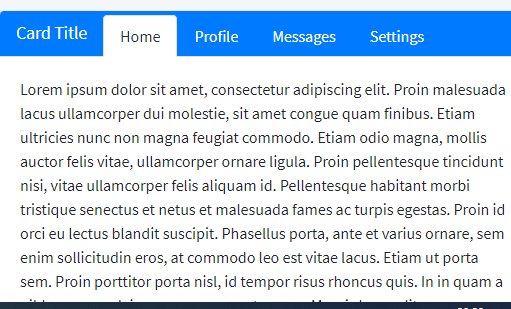 Card Title Home Profile Messages Settings
Lorem ipsum dolor sit amet, consectetur adipiscing elit. Proin malesuada
lacus ullamcorper dui molestie, sit amet congue quam finibus. Etiam
ultricies nunc non magna feugiat commodo. Etiam odio magna, mollis
auctor felis vitae, ullamcorper ornare ligula. Proin pellentesque tincidunt
nisi, vitae ullamcorper felis aliquam id. Pellentesque habitant morbi
tristique senectus et netus et malesuada fames ac turpis egestas. Proin id
orci eu lectus blandit suscipit. Phasellus porta, ante et varius ornare, sem
enim sollicitudin eros, at commodo leo est vitae lacus. Etiam ut porta
sem. Proin porttitor porta nisl, id tempor risus rhoncus quis. In in quam a